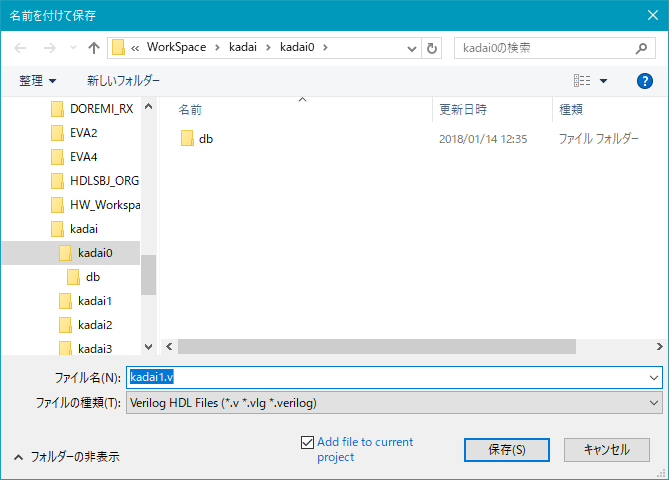 名前を付けて保存
« WorkSpace › kadai › kadai0 ›
kadai0の検索
整理 新しいフォルダー
名前 更新日時 種類
db 2018/01/14 12:35 ファイル フォルダー
DOREMI_RX
EVA2
EVA4
HDLSBJ_ORG
HW_Workspa
kadai
kadai0
db
kadai1
kadai2
kadai3
ファイル名(N): kadai1.v
ファイルの種類(T): Verilog HDL Files (*.v *.vlg *.verilog)
フォルダーの非表示
Add file to current
project
保存(S)
キャンセル